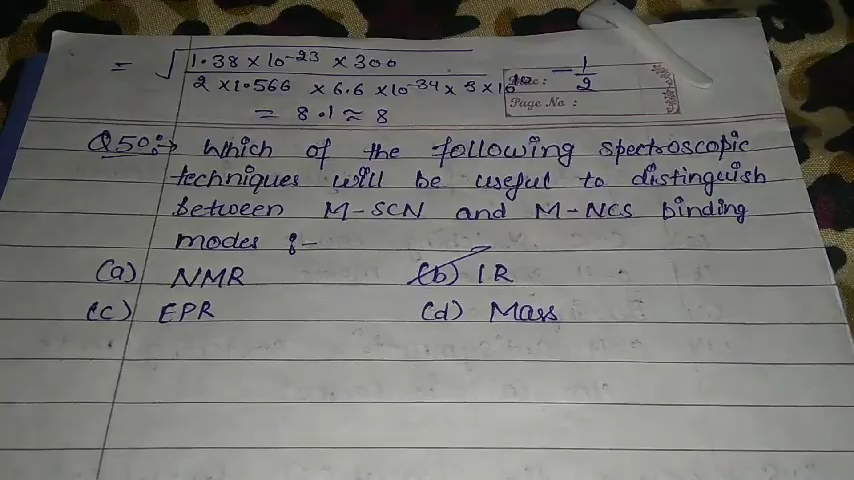 = √ 1.38 × 10⁻²³ × 300
2 × 1.566 × 6.6 × 10⁻³⁴ × 3 × 10¹⁰ - 1/2
= 8.1 ≈ 8
Page No :
Q50:→ Which of the following spectroscopic
techniques will be useful to distinguish
between M-SCN and M-NCS binding
modes :-
(a) NMR (b) IR
(c) EPR (d) Mass